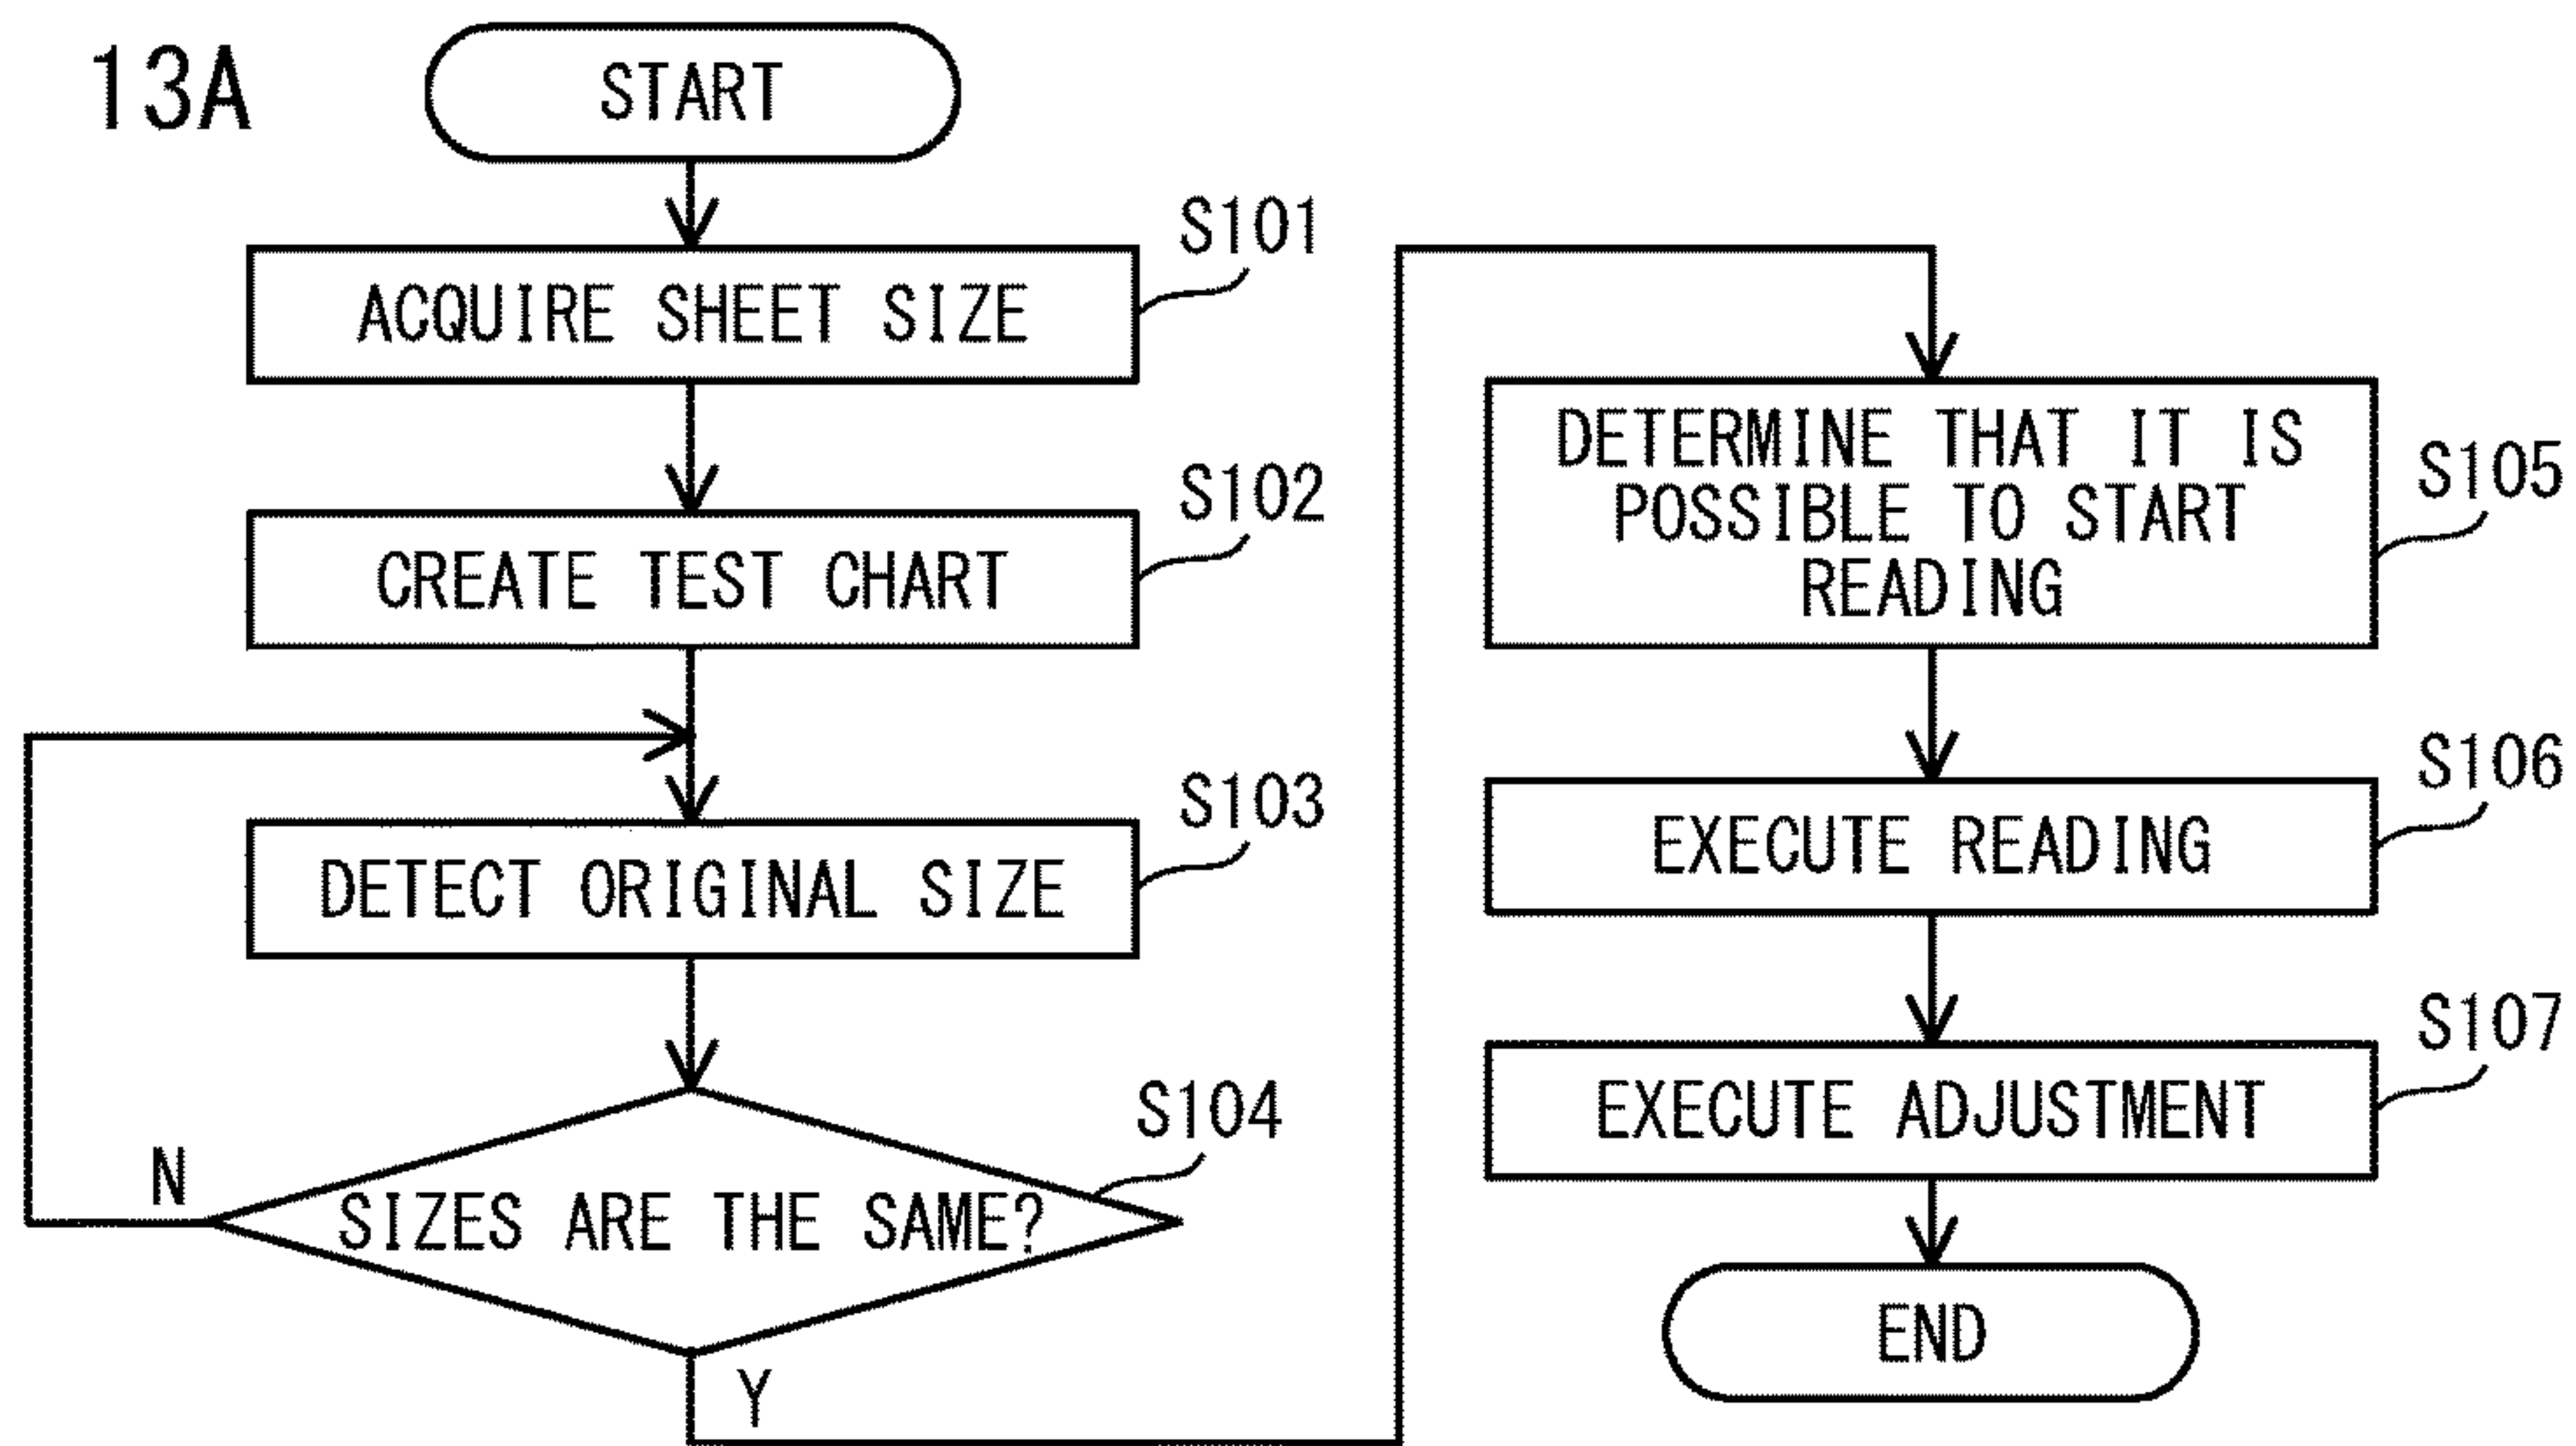 13A
START
S101
ACQUIRE SHEET SIZE
S102
CREATE TEST CHART
S103
DETECT ORIGINAL SIZE
S104
SIZES ARE THE SAME?
N
Y
DETERMINE THAT IT IS
POSSIBLE TO START
READING
S105
S106
EXECUTE READING
S107
EXECUTE ADJUSTMENT
END